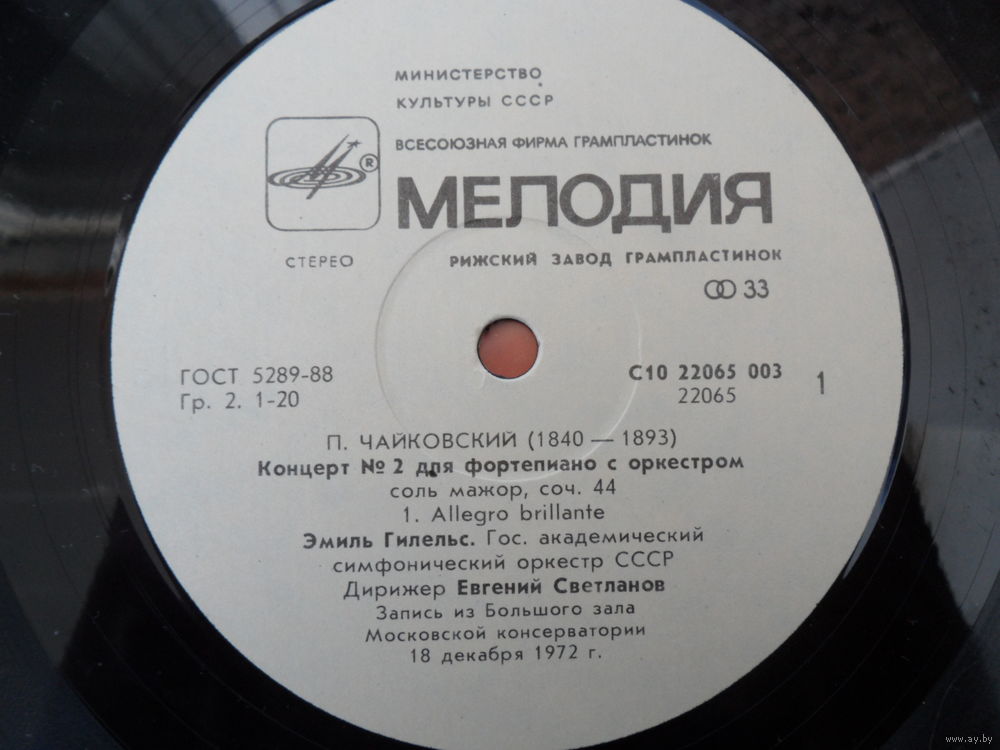 МИНИСТЕРСТВО
КУЛЬТУРЫ СССР
ВСЕСОЮЗНАЯ ФИРМА ГРАМПЛАСТИНОК
®
МЕЛОДИЯ
СТЕРЕО
РИЖСКИЙ ЗАВОД ГРАМПЛАСТИНОК
33
ГОСТ 5289-88
Гр. 2. 1-20
С10 22065 003
22065
1
П. ЧАЙКОВСКИЙ (1840 — 1893)
Концерт № 2 для фортепиано с оркестром
соль мажор, соч. 44
1. Allegro brillante
Эмиль Гилельс. Гос. академический
симфонический оркестр СССР
Дирижер Евгений Светланов
Запись из Большого зала
Московской консерватории
18 декабря 1972 г.
www.ay.by